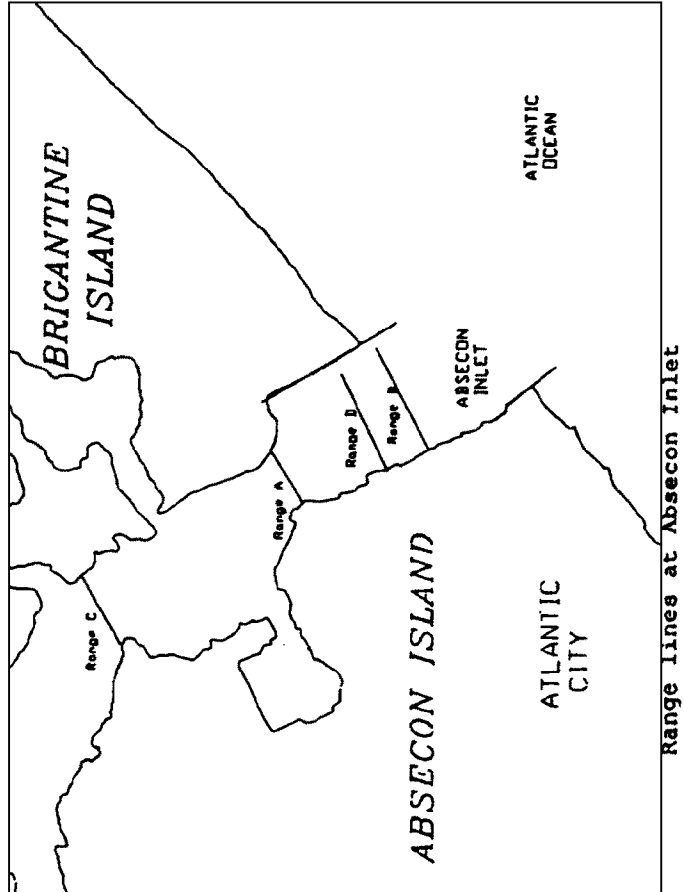 BRIGANTINE
ISLAND
ATLANTIC
OCEAN
ABSECON
INLET
Range B
Range D
Range A
Range C
ABSECON ISLAND
ATLANTIC
CITY
Range lines at Absecon Inlet